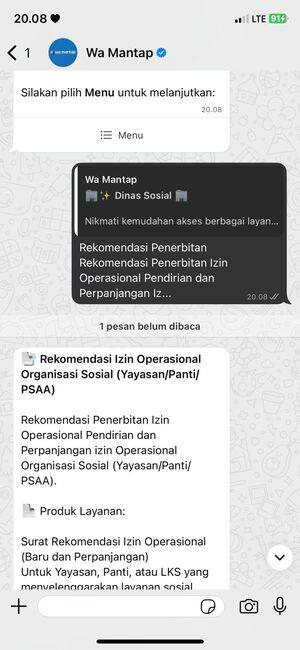 20.08
LTE 91
1 Wa Mantap
Silakan pilih Menu untuk melanjutkan:
20.08
Menu
Wa Mantap
Dinas Sosial
Nikmati kemudahan akses berbagai layan...
Rekomendasi Penerbitan
Rekomendasi Penerbitan Izin
Operasional Pendirian dan
Perpanjangan Iz...
20.08
1 pesan belum dibaca
Rekomendasi Izin Operasional
Organisasi Sosial (Yayasan/Panti/
PSAA)
Rekomendasi Penerbitan Izin
Operasional Pendirian dan
Perpanjangan izin Operasional
Organisasi Sosial (Yayasan/Panti/
PSAA).
Produk Layanan:
Surat Rekomendasi Izin Operasional
(Baru dan Perpanjangan)
Untuk Yayasan, Panti, atau LKS yang
menyelenggarakan layanan sosial